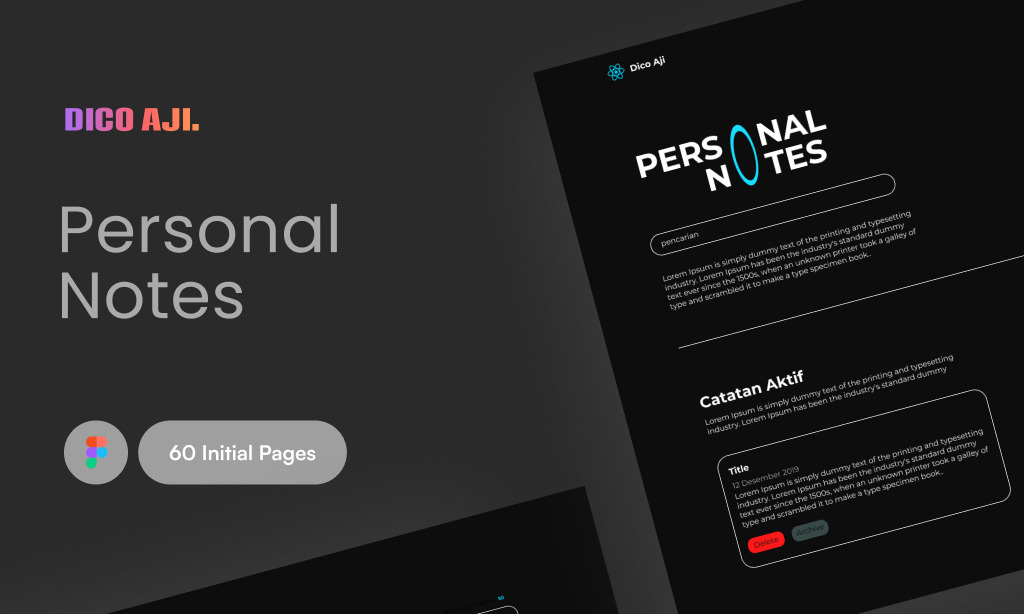 DICO AJI.
Personal
Notes
60 Initial Pages
Dico Aji
PERSONAL
NOTES
pencarian
Lorem Ipsum is simply dummy text of the printing and typesetting
industry. Lorem Ipsum has been the industry's standard dummy
text ever since the 1500s, when an unknown printer took a galley of
type and scrambled it to make a type specimen book..
Catatan Aktif
Lorem Ipsum is simply dummy text of the printing and typesetting
industry. Lorem Ipsum has been the industry's standard dummy
Title
12 Desember 2019
Lorem Ipsum is simply dummy text of the printing and typesetting
industry. Lorem Ipsum has been the industry's standard dummy
text ever since the 1500s, when an unknown printer took a galley of
type and scrambled it to make a type specimen book..
Delete
Archive
50